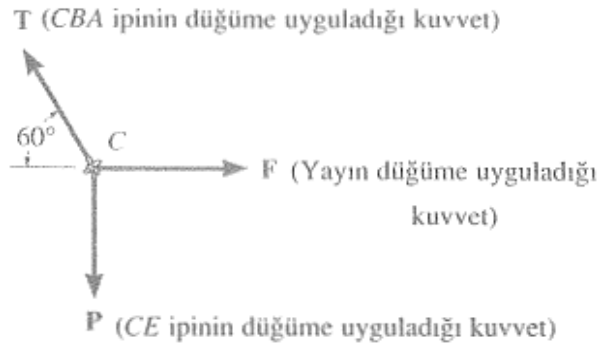 T (CBA ipinin düğüme uyguladığı kuvvet)
60°
C
F (Yayın düğüme uyguladığı
kuvvet)
P (CE ipinin düğüme uyguladığı kuvvet)